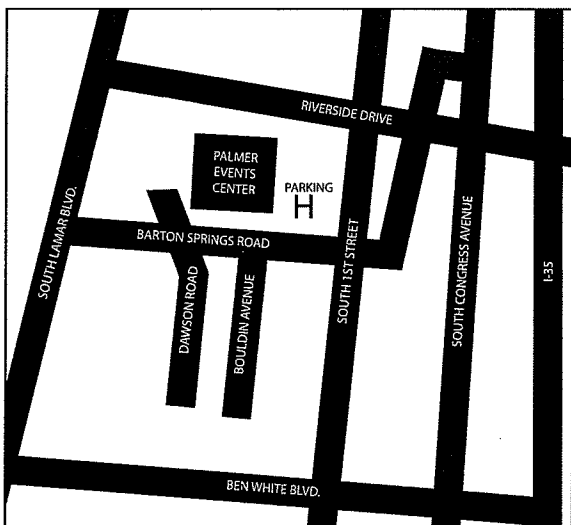 RIVERSIDE DRIVE
PALMER
EVENTS
CENTER
PARKING
H
BARTON SPRINGS ROAD
SOUTH LAMAR BLVD.
DAWSON ROAD
BOULDIN AVENUE
SOUTH 1ST STREET
SOUTH CONGRESS AVENUE
I-35
BEN WHITE BLVD.